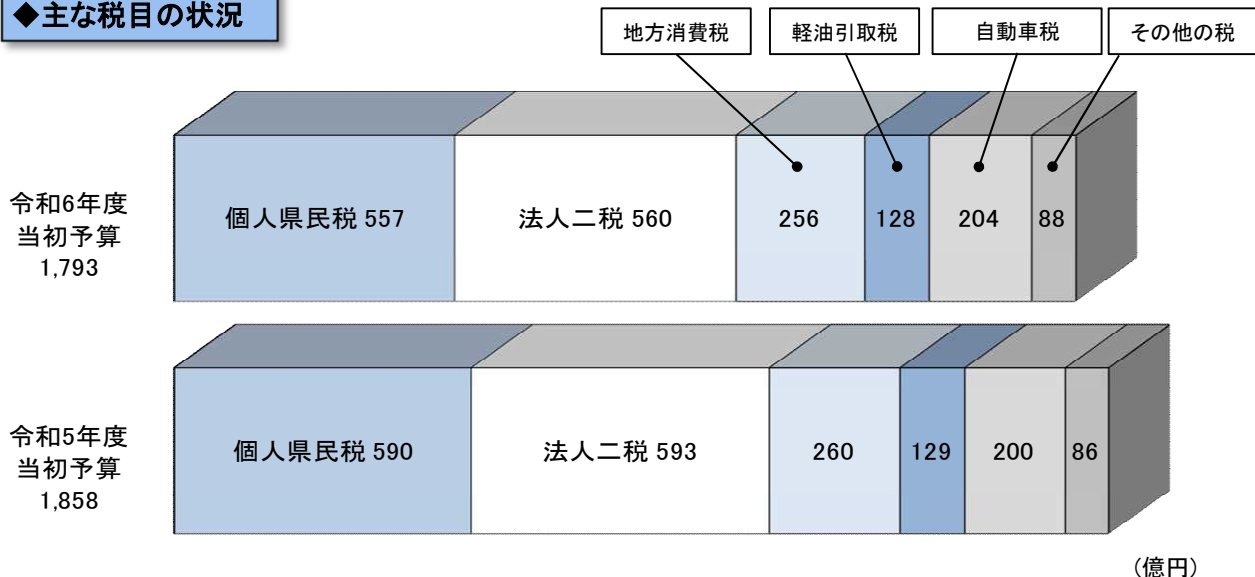 ◆主な税目の状況
地方消費税
軽油引取税
自動車税
その他の税
令和6年度
当初予算
1,793
個人県民税 557
法人二税 560
256
128
204
88
令和5年度
当初予算
1,858
個人県民税 590
法人二税 593
260
129
200
86
(億円)